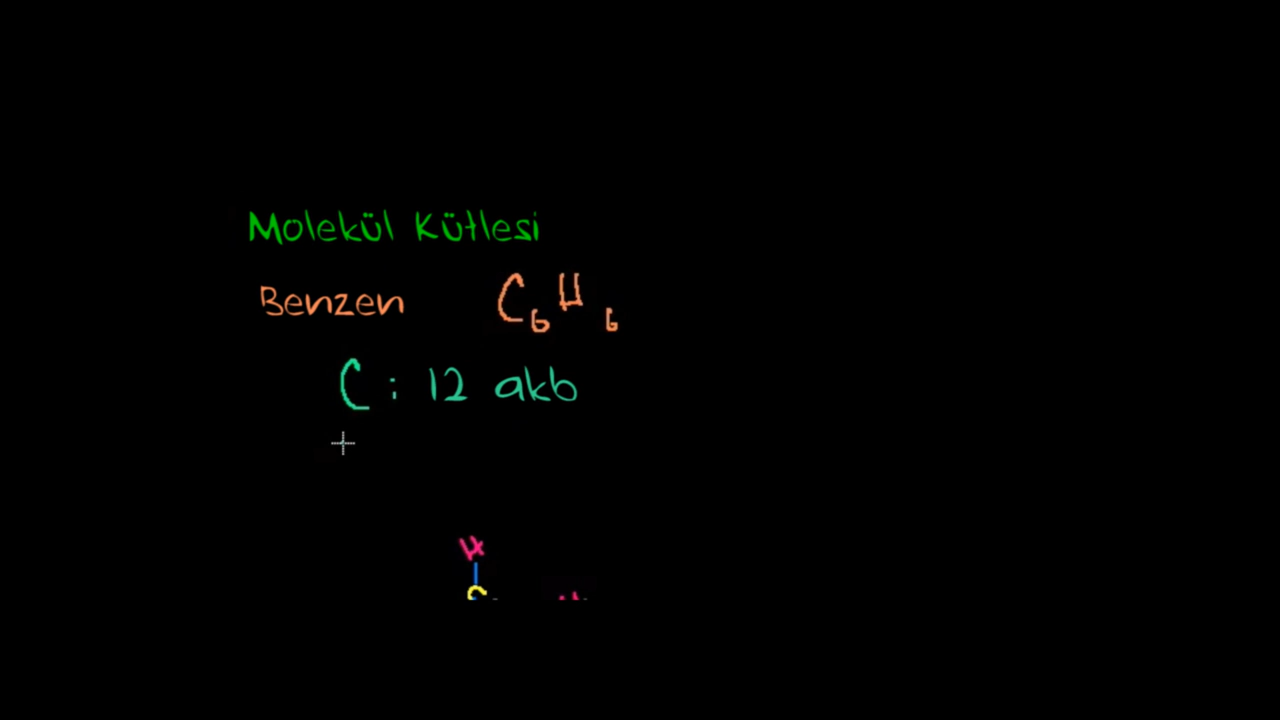 Molekül Kütlesi
Benzen C₆H₆
C : 12 akb
H
C